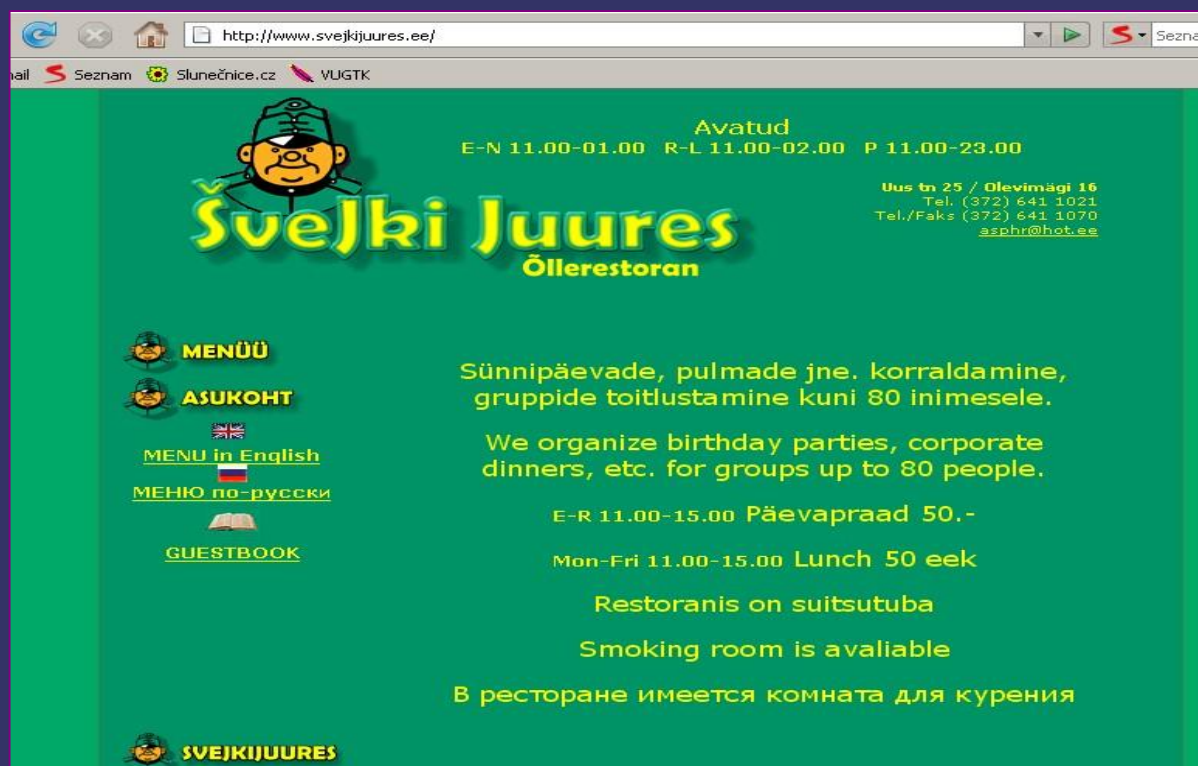 http://www.svejkijuures.ee/
Sezna
ail Seznam Slunečnice.cz VUGTK
Avatud
E-N 11.00-01.00 R-L 11.00-02.00 P 11.00-23.00
Uus tn 25 / Olevimägi 16
Tel. (372) 641 1021
Tel./Faks (372) 641 1070
asphr@hot.ee
ŠveJki Juures
Õllerestoran
MENÜÜ
ASUKOHT
MENU in English
МЕНЮ по-русски
GUESTBOOK
Sünnipäevade, pulmade jne. korraldamine,
gruppide toitlustamine kuni 80 inimesele.
We organize birthday parties, corporate
dinners, etc. for groups up to 80 people.
E-R 11.00-15.00 Päevapraad 50.-
Mon-Fri 11.00-15.00 Lunch 50 eek
Restoranis on suitsutuba
Smoking room is avaliable
В ресторане имеется комната для курения
SVEJKIJUURES